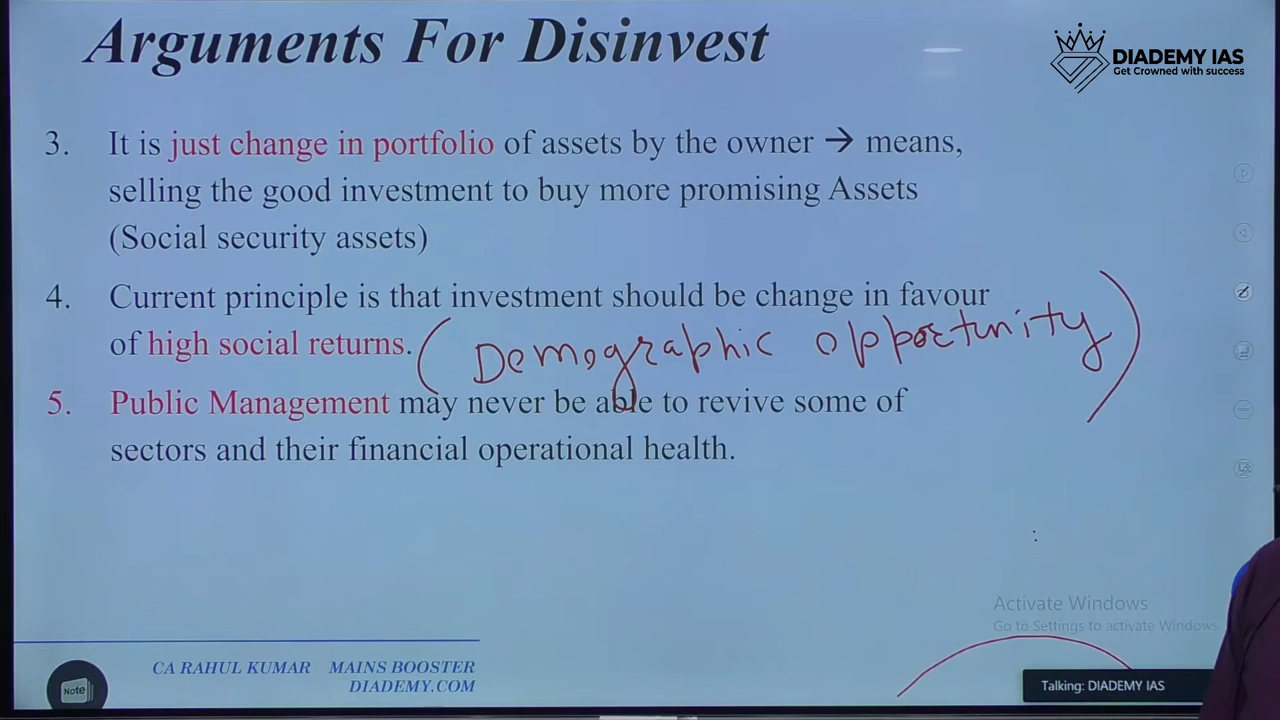 Arguments For Disinvest
DIADEMY IAS
Get Crowned with success
3. It is just change in portfolio of assets by the owner → means,
selling the good investment to buy more promising Assets
(Social security assets)
4. Current principle is that investment should be change in favour
of high social returns. (Demographic opportunity)
5. Public Management may never be able to revive some of
sectors and their financial operational health.
Activate Windows
Go to Settings to activate Windows.
CA RAHUL KUMAR MAINS BOOSTER
DIADEMY.COM
Note
Talking: DIADEMY IAS